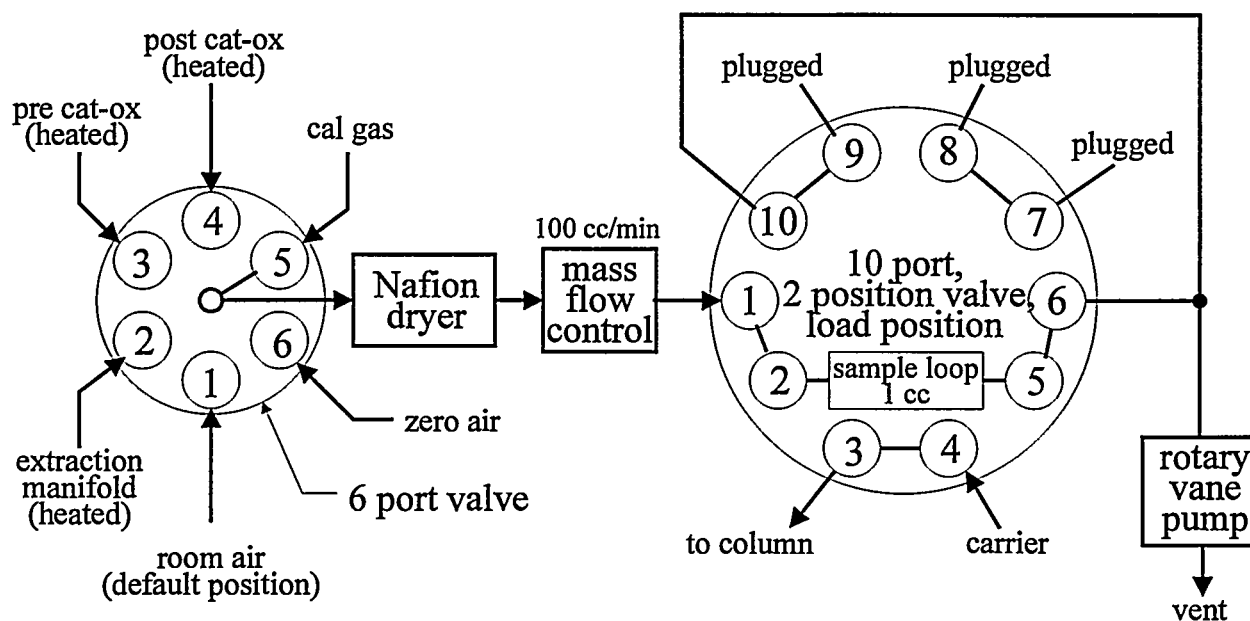 post cat-ox
(heated)
pre cat-ox
(heated)
cal gas
4
3
5
2
6
1
extraction
manifold
(heated)
room air
(default position)
zero air
6 port valve
Nafion
dryer
100 cc/min
mass
flow
control
plugged
plugged
plugged
9
8
10
7
1
6
10 port,
2 position valve,
load position
2
sample loop
1 cc
5
3
4
to column
carrier
rotary
vane
pump
vent